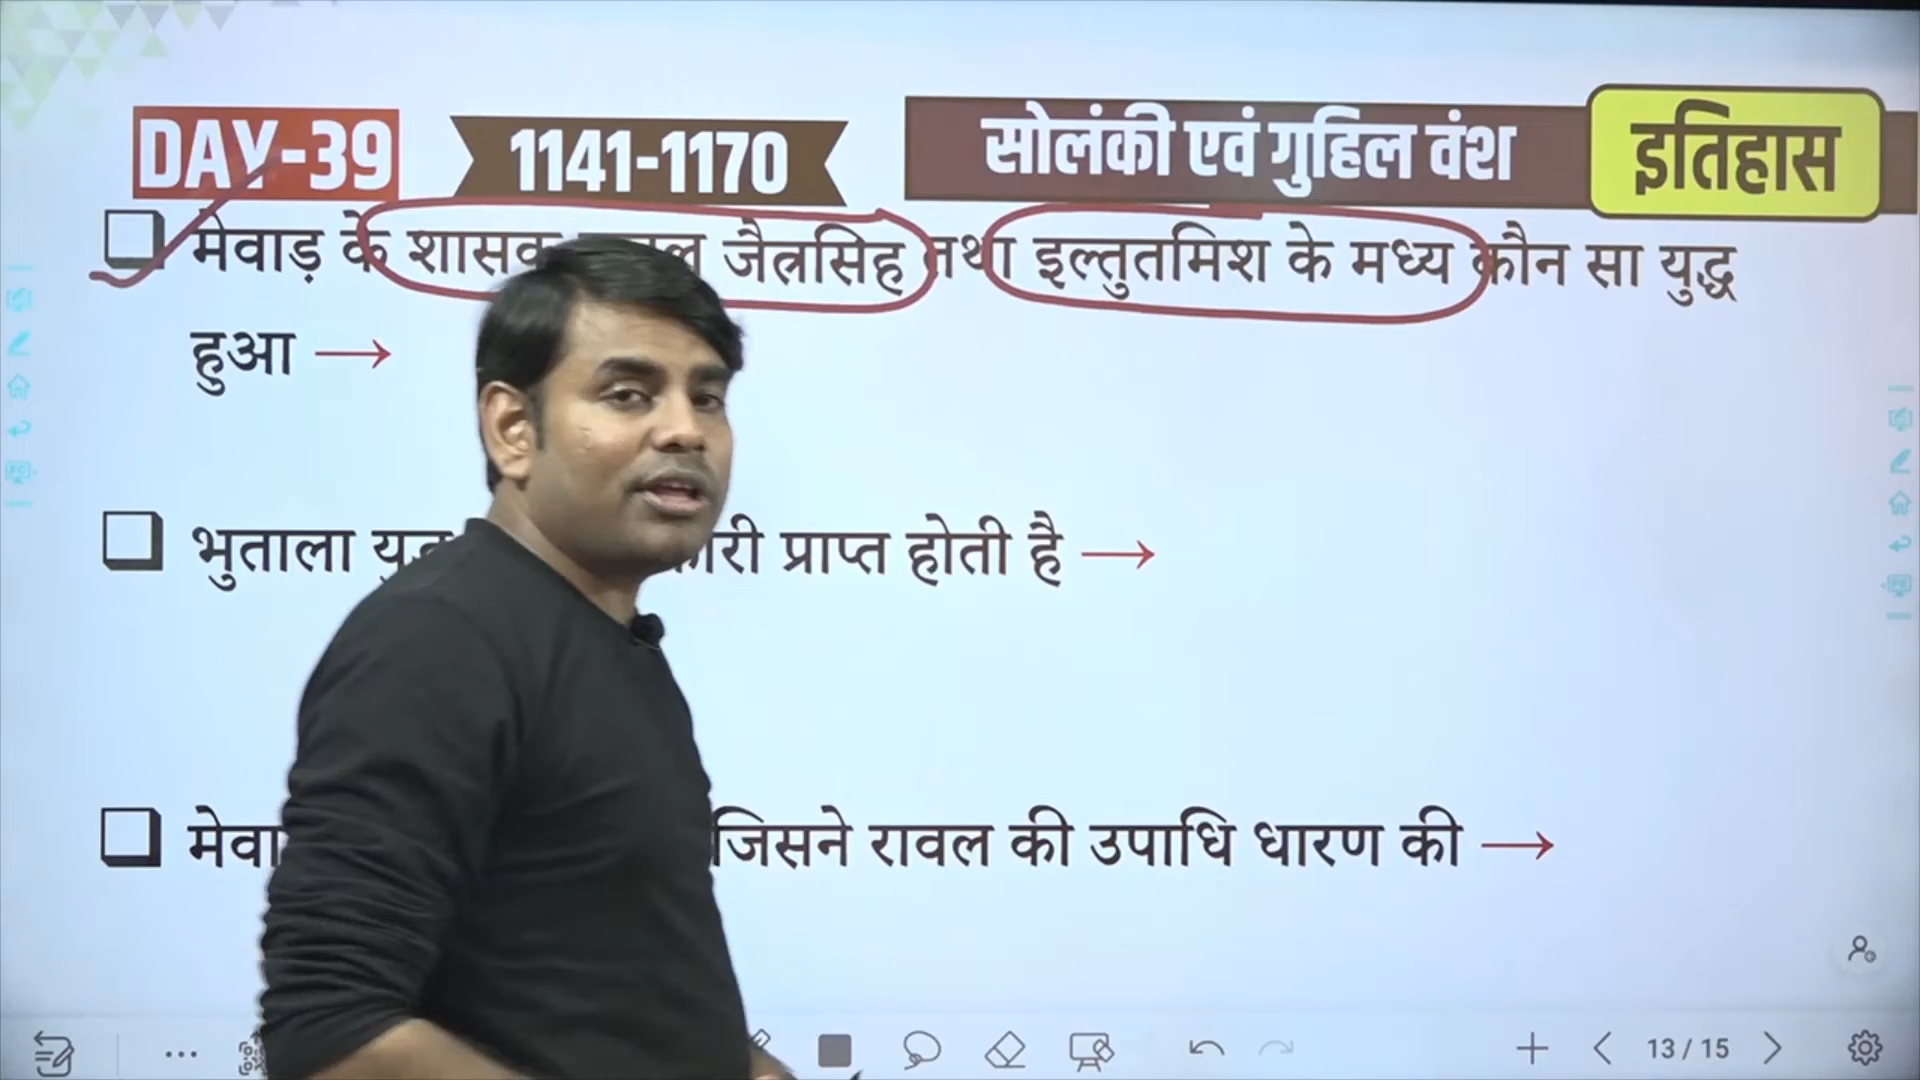 DAY-39 1141-1170 सोलंकी एवं गुहिल वंश इतिहास
मेवाड़ के शासक जैत्रसिह तथा इल्तुतमिश के मध्य कौन सा युद्ध
हुआ →
भुताला प्राप्त होती है →
जिसने रावल की उपाधि धारण की →
13 / 15